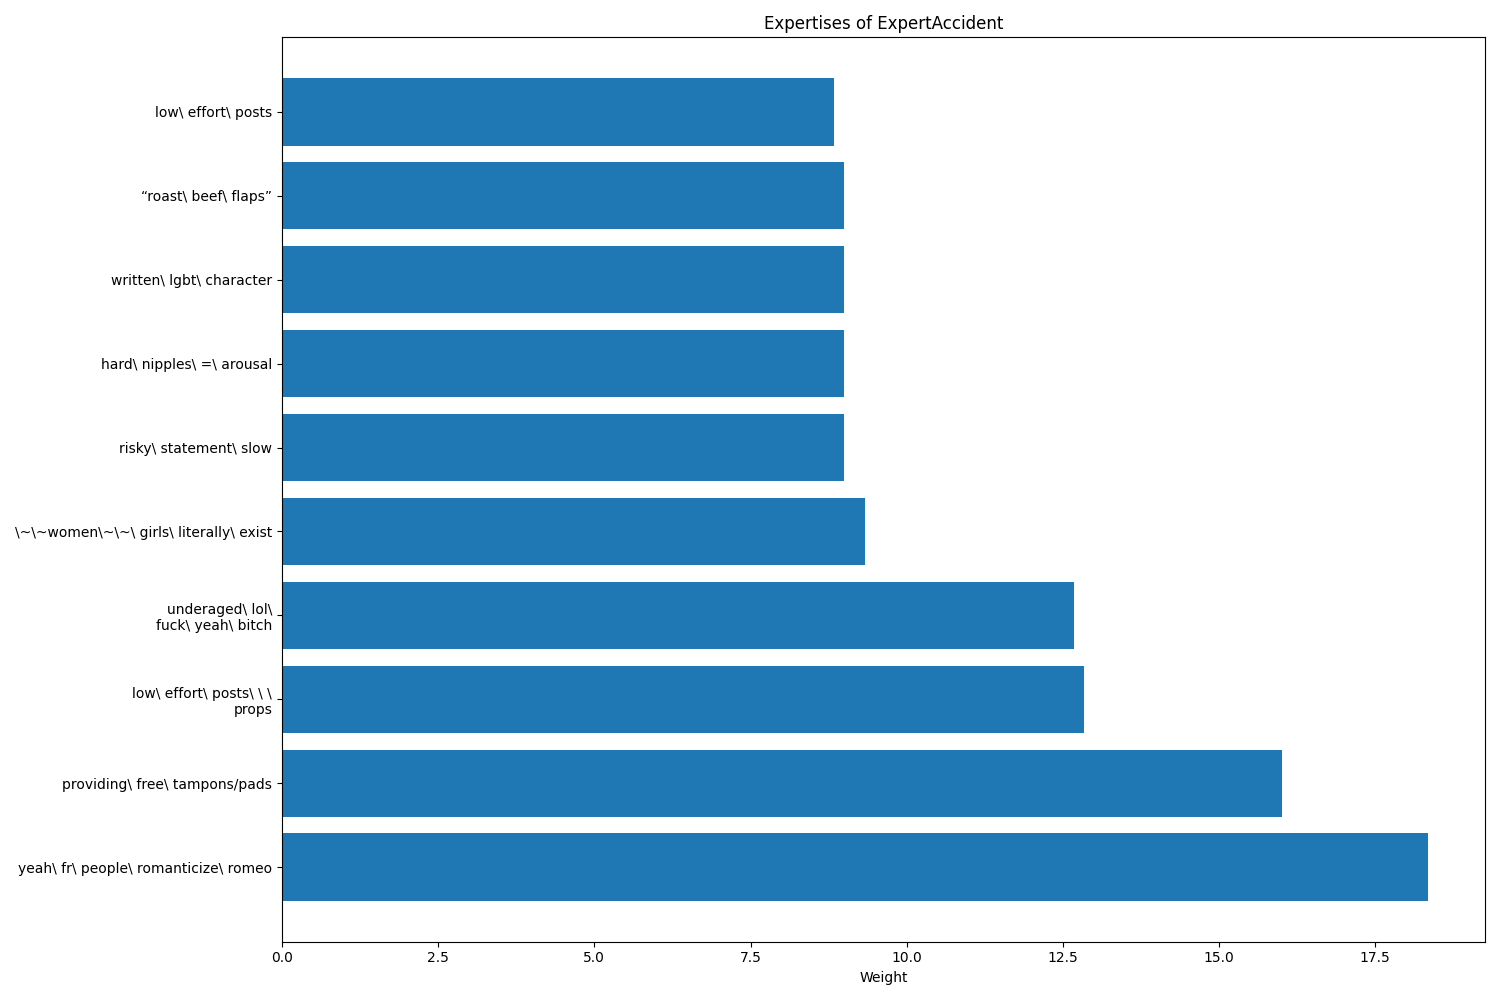 Expertises of ExpertAccident
low\ effort\ posts
“roast\ beef\ flaps”
written\ lgbt\ character
hard\ nipples\ =\ arousal
risky\ statement\ slow
\~\~women\~\~\ girls\ literally\ exist
underaged\ lol\
fuck\ yeah\ bitch
low\ effort\ posts\ \ \
props
providing\ free\ tampons/pads
yeah\ fr\ people\ romanticize\ romeo
0.0 2.5 5.0 7.5 10.0 12.5 15.0 17.5
Weight